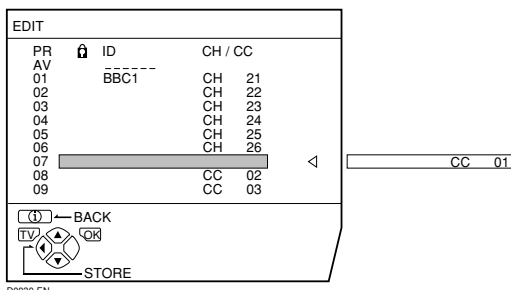 EDIT
PR ID CH / CC
AV _ _ _ _ _ _
01 BBC1 CH 21
02 CH 22
03 CH 23
04 CH 24
05 CH 25
06 CH 26
07 CC 01
08 CC 02
09 CC 03
i BACK
TV OK
STORE